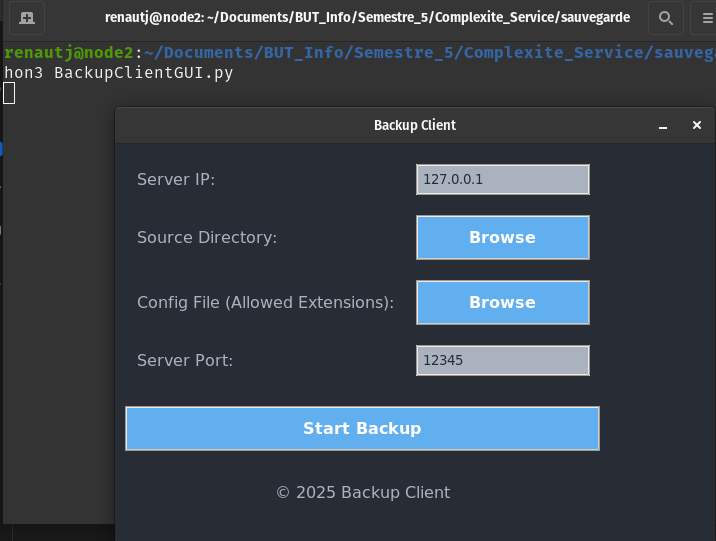 renautj@node2: ~/Documents/BUT_Info/Semestre_5/Complexite_Service/sauvegarde
renautj@node2:~/Documents/BUT_Info/Semestre_5/Complexite_Service/sauvega
hon3 BackupClientGUI.py
Backup Client
Server IP: 127.0.0.1
Source Directory: Browse
Config File (Allowed Extensions): Browse
Server Port: 12345
Start Backup
© 2025 Backup Client